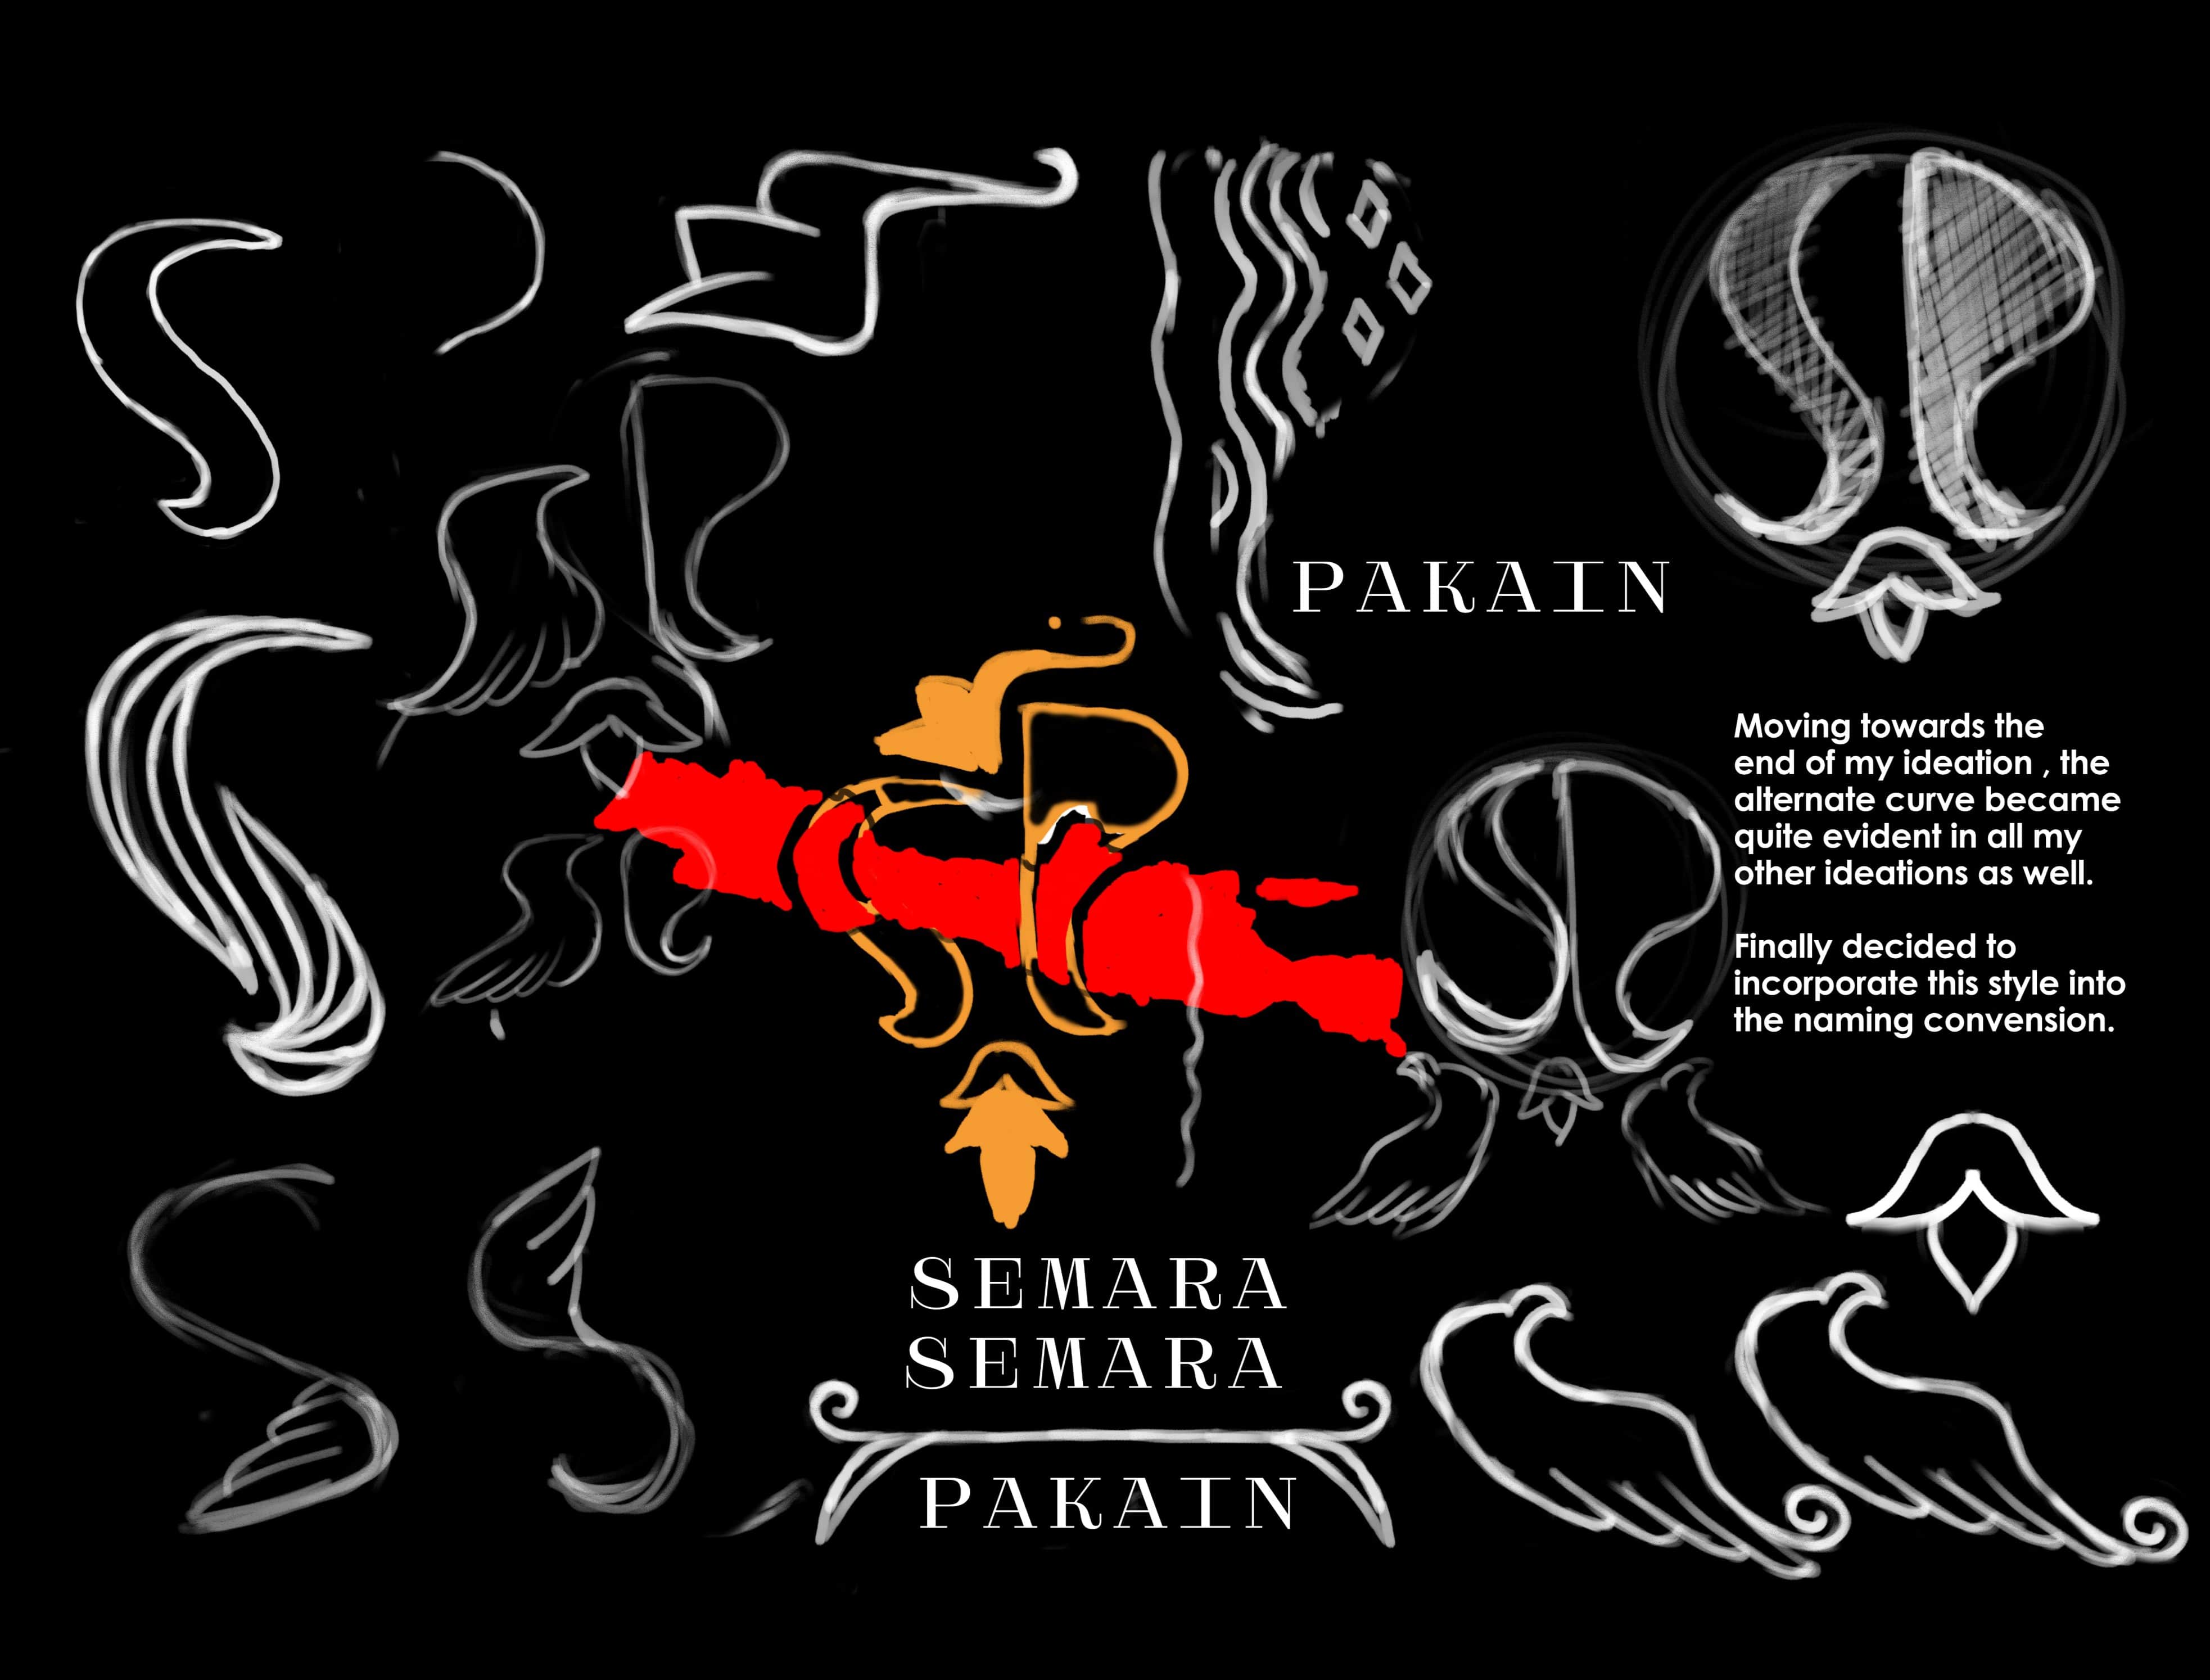 PAKAIN
Moving towards the
end of my ideation , the
alternate curve became
quite evident in all my
other ideations as well.
Finally decided to
incorporate this style into
the naming convension.
SEMARA
SEMARA
PAKAIN